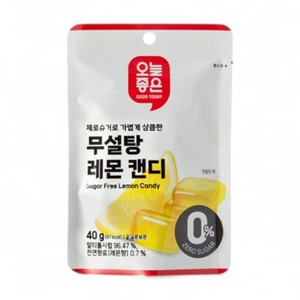 오늘
좋은
GOOD TODAY
제로슈거로 가볍게 상큼한
무설탕
레몬 캔디
Sugar Free Lemon Candy
40 g
말티톨시럽 96.47 %
천연향료(레몬향) 0.7 %
0%
ZERO SUGAR